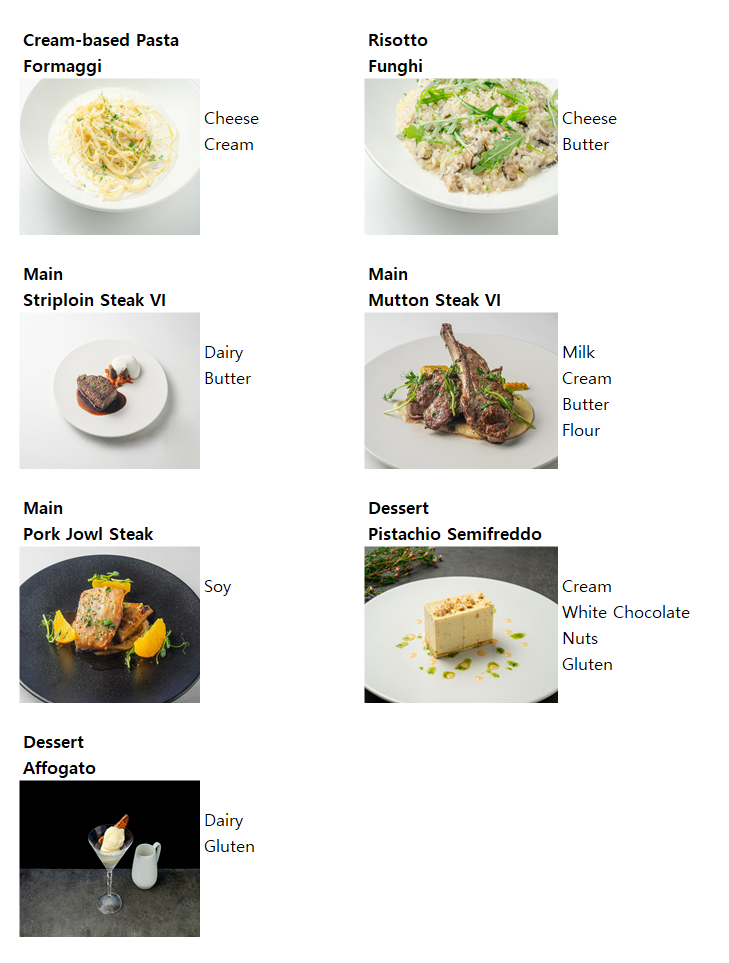 Cream-based Pasta
Formaggi
Cheese
Cream
Risotto
Funghi
Cheese
Butter
Main
Striploin Steak VI
Dairy
Butter
Main
Mutton Steak VI
Milk
Cream
Butter
Flour
Main
Pork Jowl Steak
Soy
Dessert
Pistachio Semifreddo
Cream
White Chocolate
Nuts
Gluten
Dessert
Affogato
Dairy
Gluten